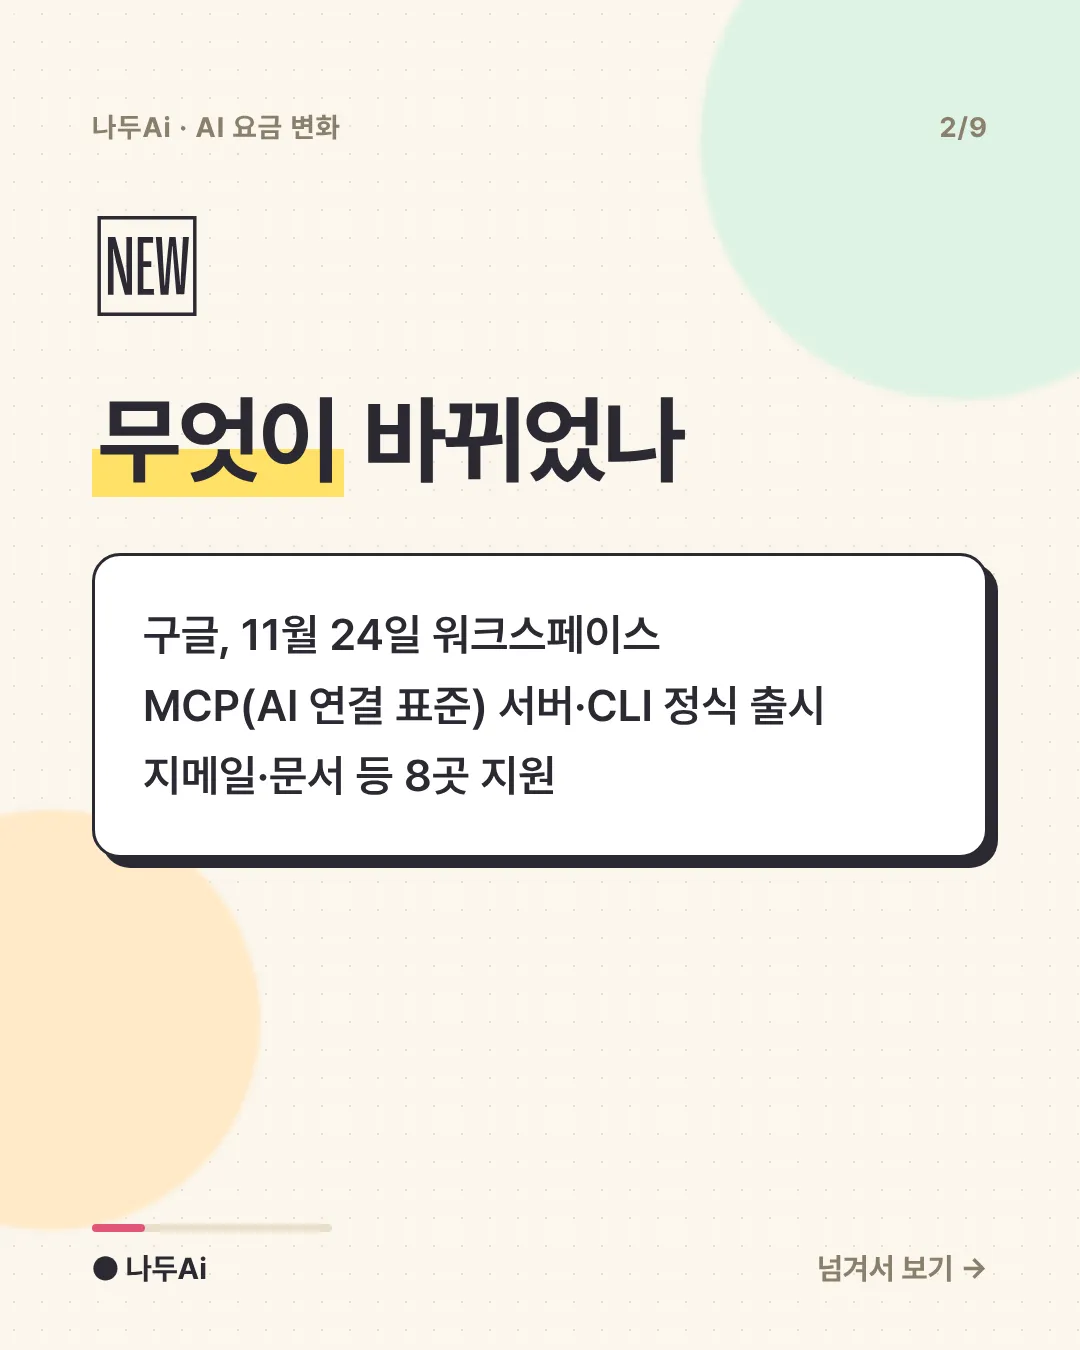 나두Ai · AI 요금 변화
2/9
NEW
무엇이 바뀌었나
구글, 11월 24일 워크스페이스
MCP(AI 연결 표준) 서버·CLI 정식 출시
지메일·문서 등 8곳 지원
나두Ai
넘겨서 보기 →